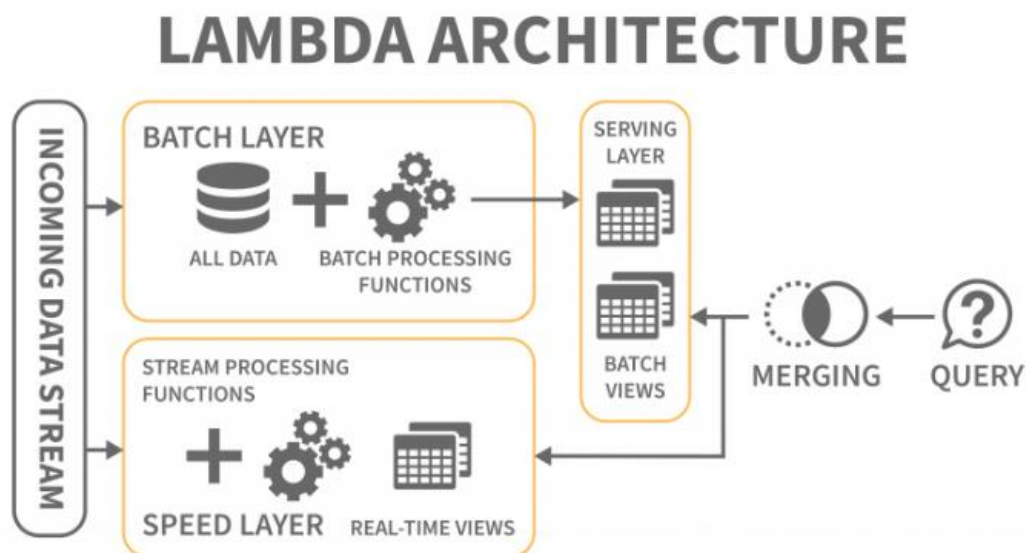 LAMBDA ARCHITECTURE
INCOMING DATA STREAM
BATCH LAYER
ALL DATA
BATCH PROCESSING
FUNCTIONS
STREAM PROCESSING
FUNCTIONS
SPEED LAYER
REAL-TIME VIEWS
SERVING
LAYER
BATCH
VIEWS
MERGING
QUERY